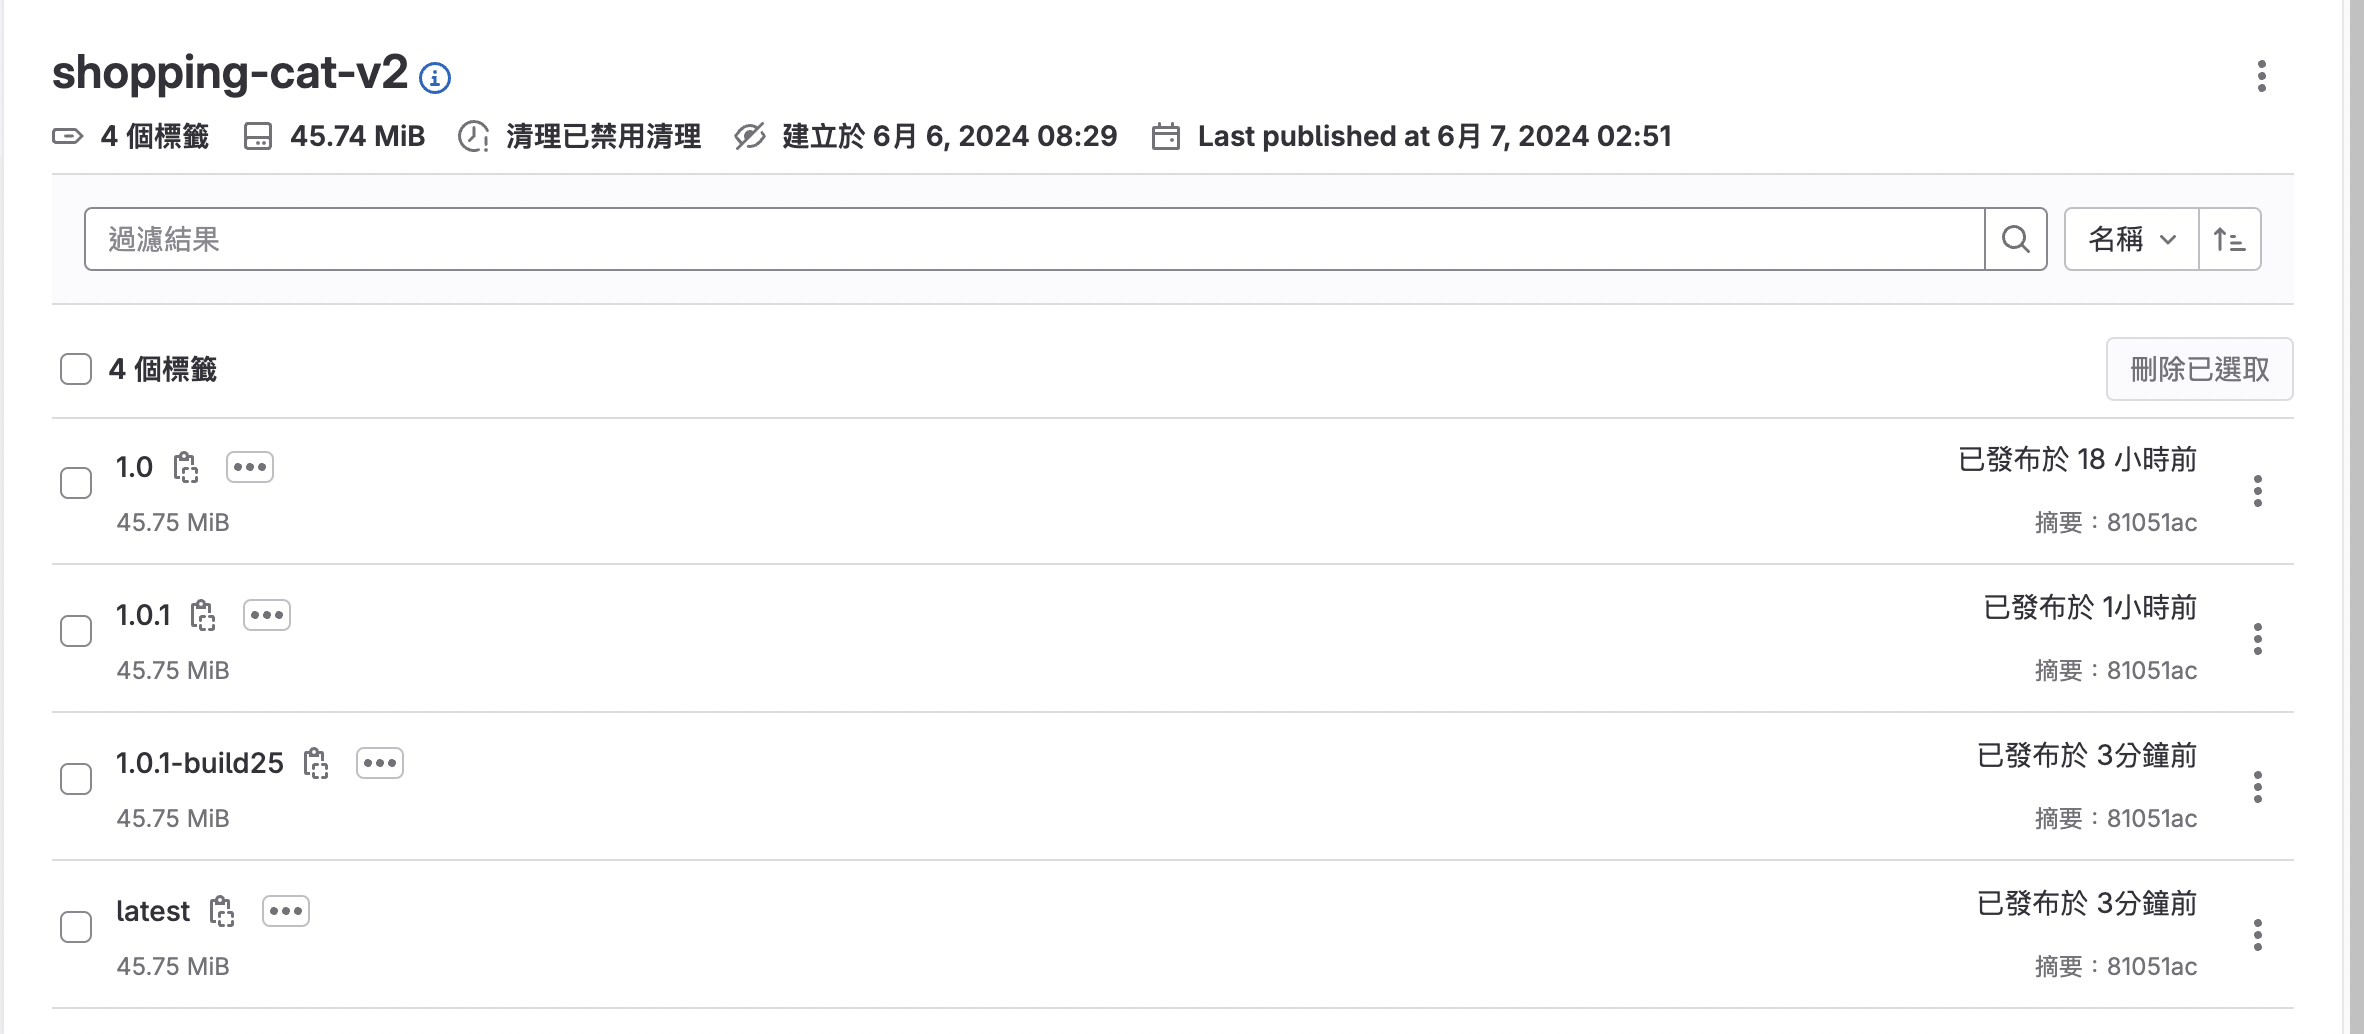 shopping-cat-v2
4 個標籤 45.74 MiB 清理已禁用清理 建立於 6月 6, 2024 08:29 Last published at 6月 7, 2024 02:51
過濾結果 名稱
4 個標籤 刪除已選取
1.0 已發布於 18 小時前
45.75 MiB 摘要：81051ac
1.0.1 已發布於 1小時前
45.75 MiB 摘要：81051ac
1.0.1-build25 已發布於 3分鐘前
45.75 MiB 摘要：81051ac
latest 已發布於 3分鐘前
45.75 MiB 摘要：81051ac